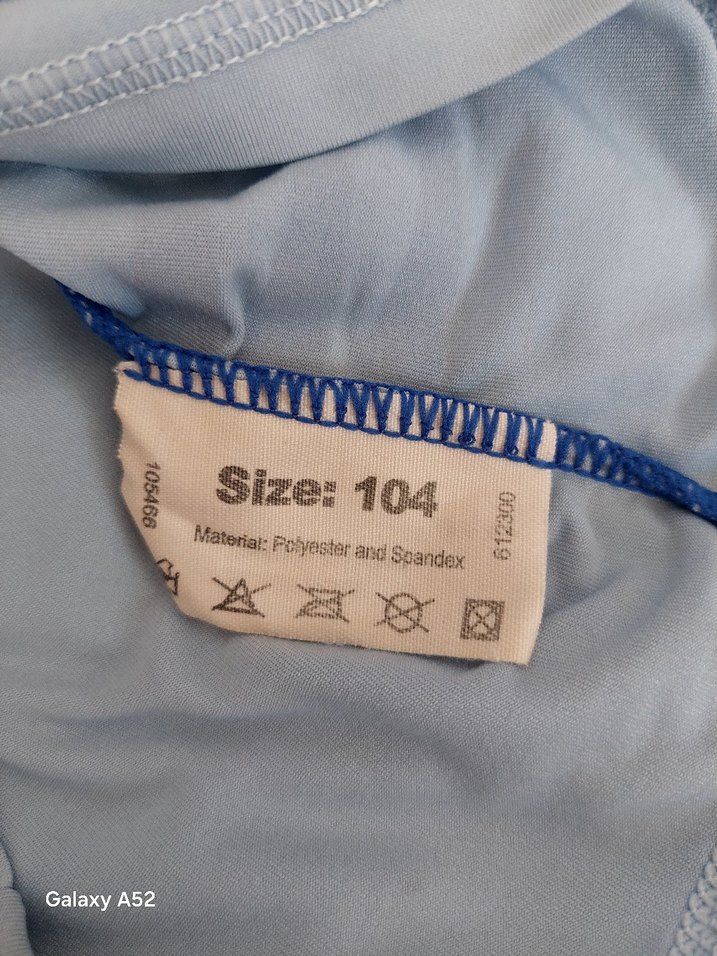 Size: 104
Material: Polyester and Spandex
105466
612300
Galaxy A52